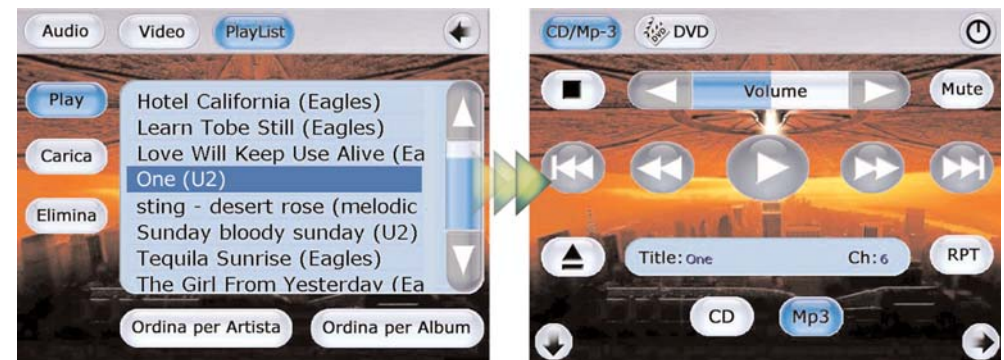 Audio Video PlayList
Play
Carica
Elimina
Hotel California (Eagles)
Learn Tobe Still (Eagles)
Love Will Keep Use Alive (Ea
One (U2)
sting - desert rose (melodic
Sunday bloody sunday (U2)
Tequila Sunrise (Eagles)
The Girl From Yesterday (Ea
Ordina per Artista Ordina per Album
CD/Mp-3 DVD DVD
Volume Mute
Title: One Ch: 6 RPT
CD Mp3